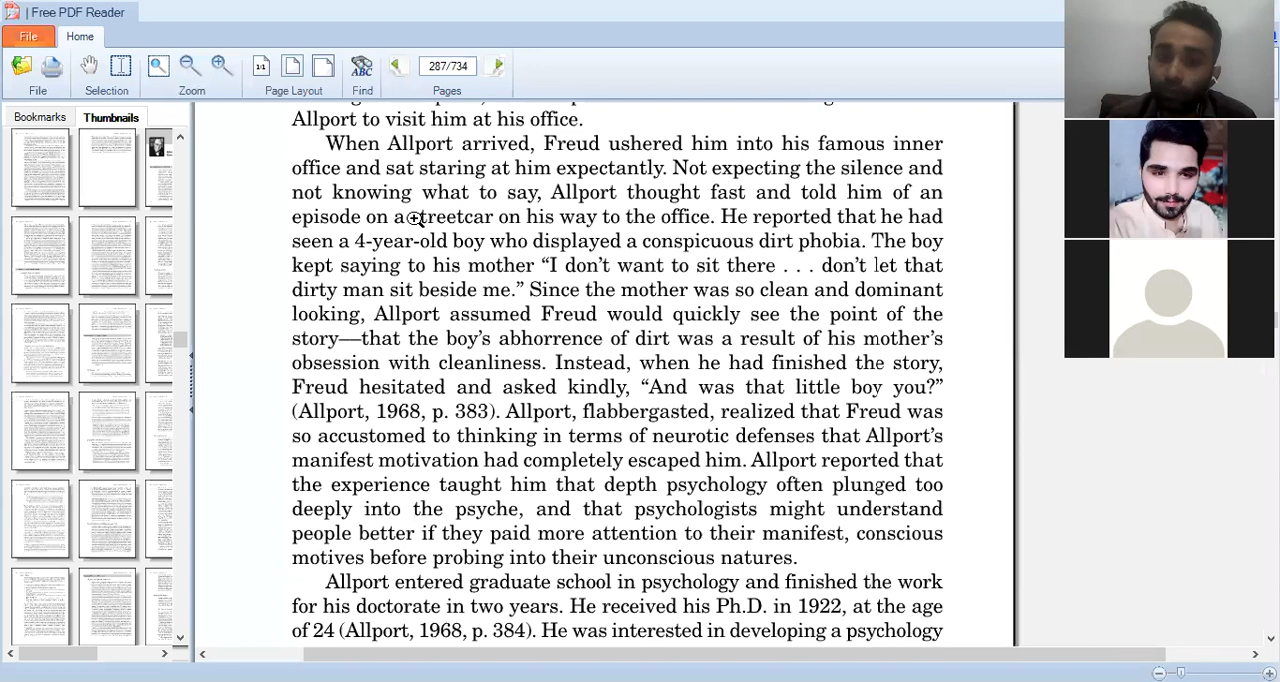 | Free PDF Reader
File
Home
File
Selection
Zoom
1/1
Page Layout
ABC
Find
287/734
Pages
Bookmarks
Thumbnails
Allport to visit him at his office.
When Allport arrived, Freud ushered him into his famous inner
office and sat staring at him expectantly. Not expecting the silence and
not knowing what to say, Allport thought fast and told him of an
episode on a streetcar on his way to the office. He reported that he had
seen a 4-year-old boy who displayed a conspicuous dirt phobia. The boy
kept saying to his mother “I don’t want to sit there . . . don’t let that
dirty man sit beside me.” Since the mother was so clean and dominant
looking, Allport assumed Freud would quickly see the point of the
story—that the boy’s abhorrence of dirt was a result of his mother’s
obsession with cleanliness. Instead, when he had finished the story,
Freud hesitated and asked kindly, “And was that little boy you?”
(Allport, 1968, p. 383). Allport, flabbergasted, realized that Freud was
so accustomed to thinking in terms of neurotic defenses that Allport’s
manifest motivation had completely escaped him. Allport reported that
the experience taught him that depth psychology often plunged too
deeply into the psyche, and that psychologists might understand
people better if they paid more attention to their manifest, conscious
motives before probing into their unconscious natures.
Allport entered graduate school in psychology and finished the work
for his doctorate in two years. He received his Ph.D. in 1922, at the age
of 24 (Allport, 1968, p. 384). He was interested in developing a psychology